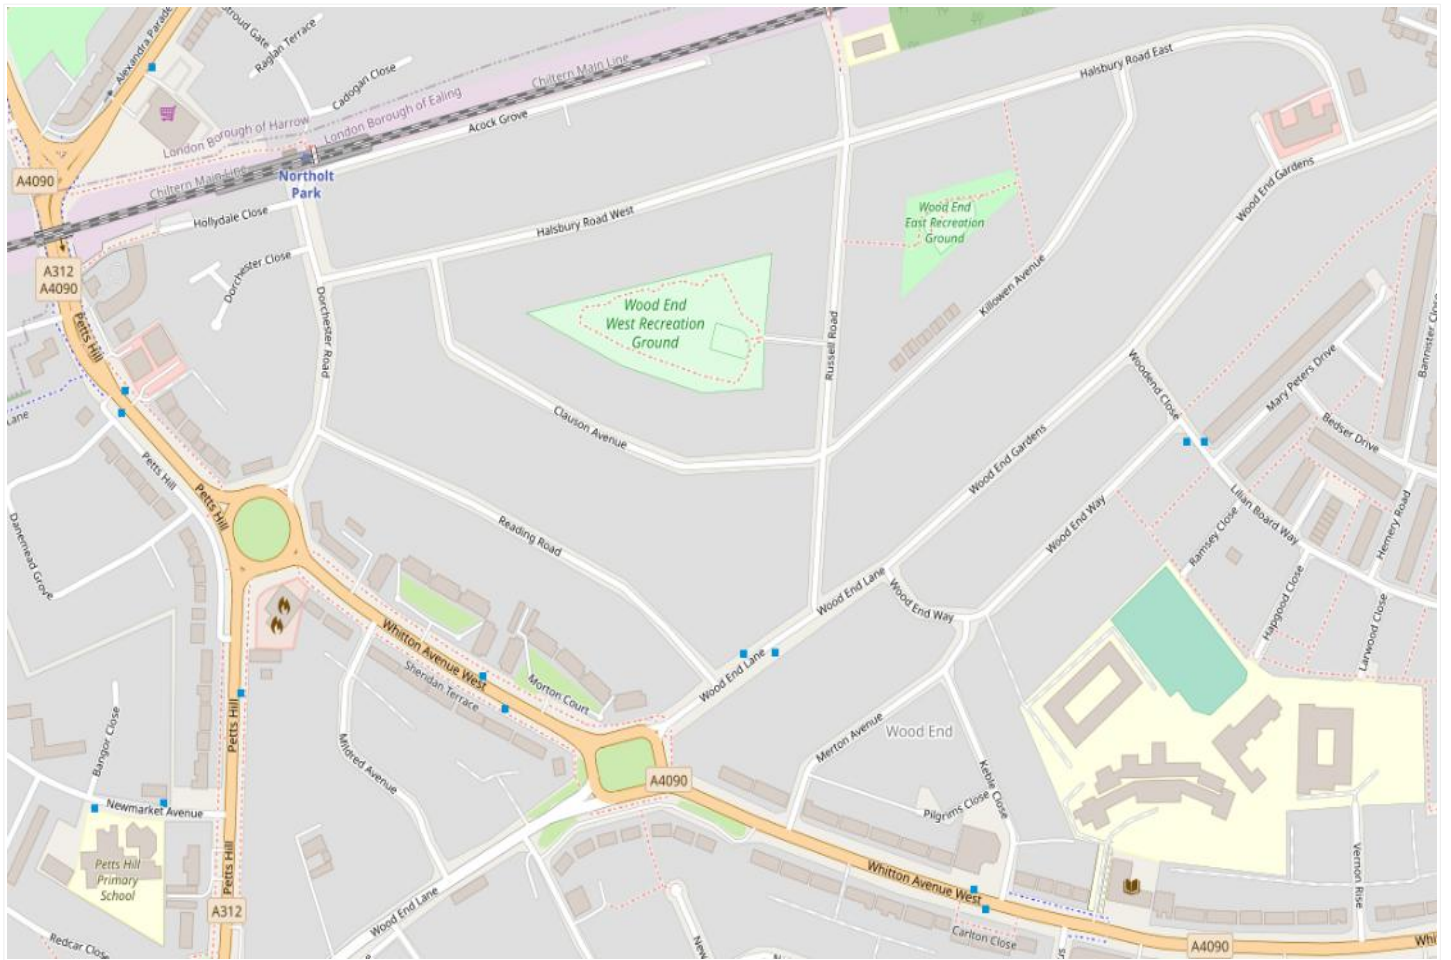 Stroud Gate
Raglan Terrace
Alexandra Parade
Cadogan Close
Chiltern Main Line
London Borough of Harrow
London Borough of Ealing
Acock Grove
Halsbury Road East
A4090
Chiltern Main Line
Northolt
Park
Hollydale Close
Halsbury Road West
Wood End Gardens
Wood End
East Recreation
Ground
A312
A4090
Dorchester Close
Petts Hill
Dorchester Road
Wood End
West Recreation
Ground
Russell Road
Killowen Avenue
Bannister Close
Woodend Close
Mary Peters Drive
Bedser Drive
Lane
Clauson Avenue
Wood End Gardens
Petts Hill
Petts Hill
Reading Road
Wood End Way
Lilian Board Way
Ramsey Close
Hemery Road
Danemead Grove
Wood End Lane
Wood End Way
Hapgood Close
Larwood Close
Whitton Avenue West
Sheridan Terrace
Morton Court
Wood End Lane
Petts Hill
Bangor Close
Mildred Avenue
Merton Avenue
Wood End
Keble Close
A4090
Newmarket Avenue
Pilgrims Close
Petts Hill
Primary
School
Petts Hill
Whitton Avenue West
Vernon Rise
A312
Wood End Lane
Redcar Close
New
Carlton Close
A4090
Whi